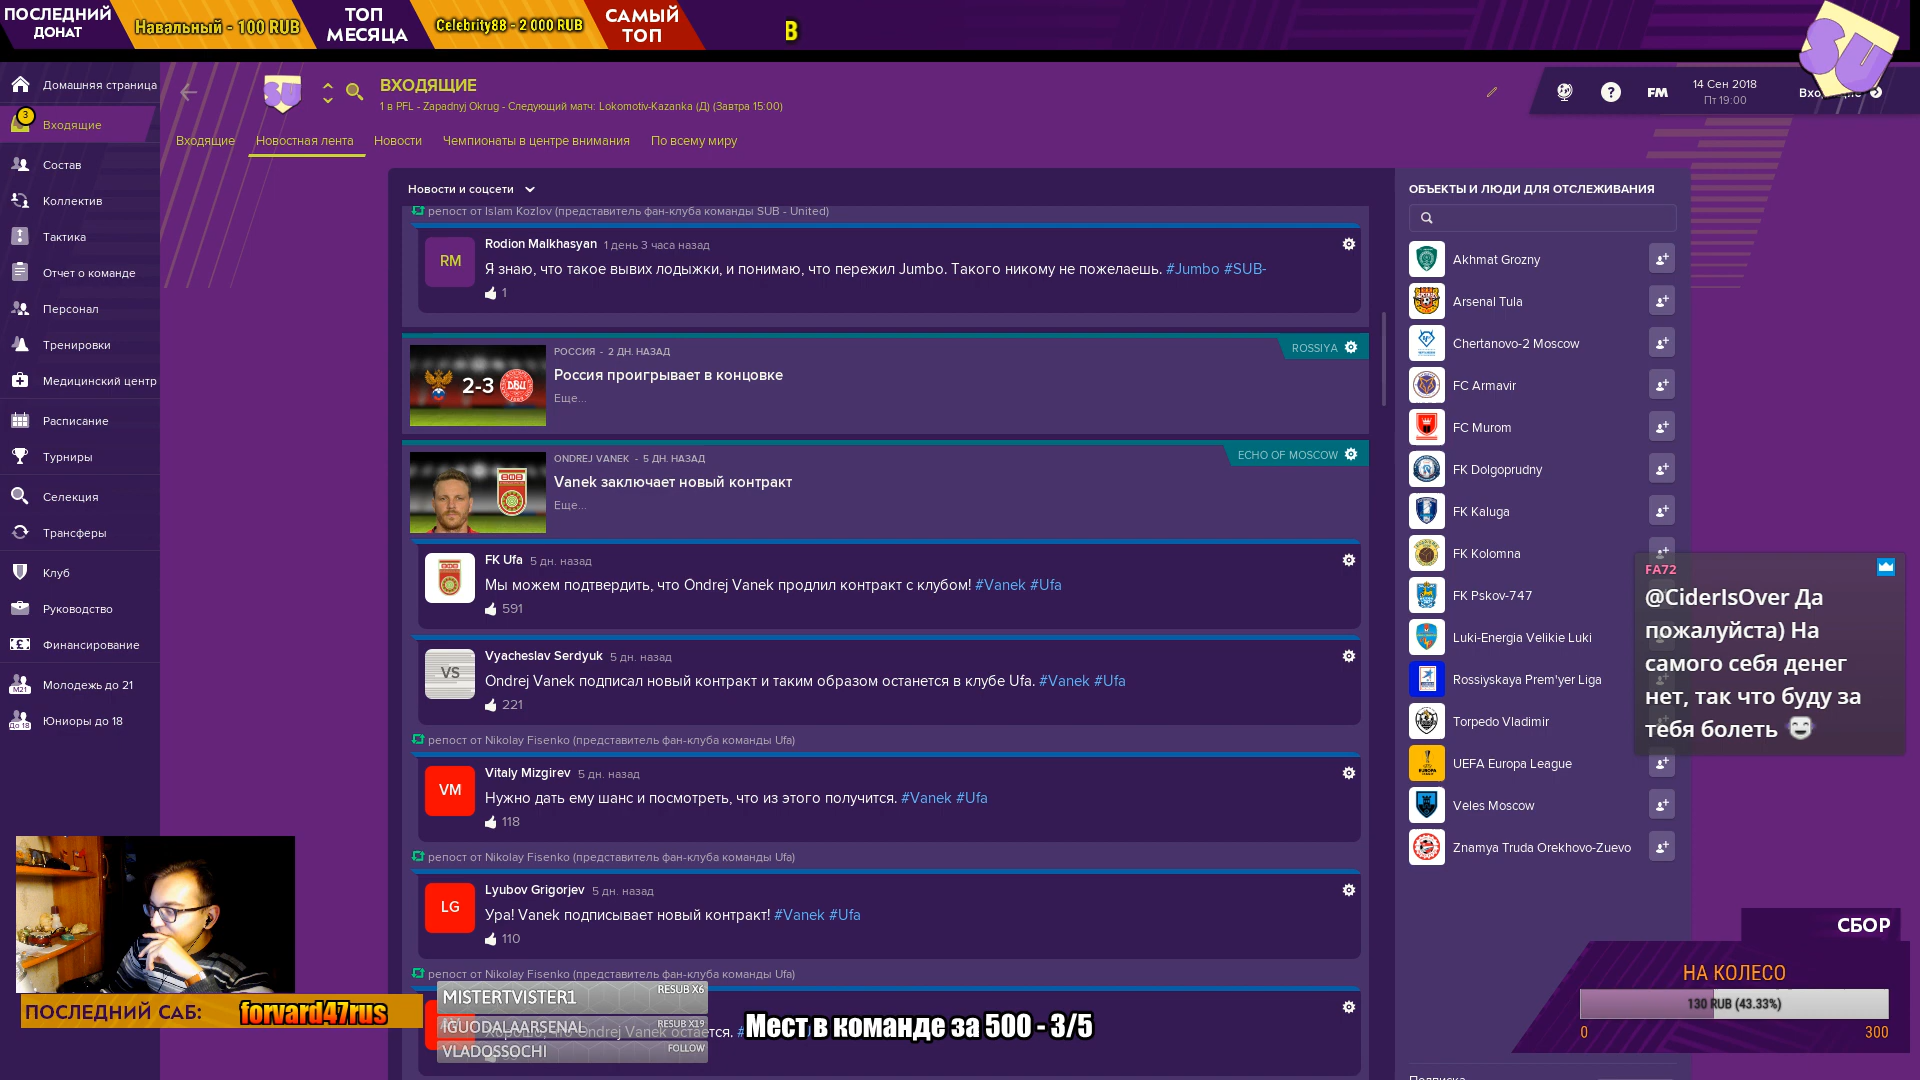 ПОСЛЕДНИЙ
ДОНАТ
Навальный - 100 RUB
ТОП
МЕСЯЦА
Celebrity88 - 2 000 RUB
САМЫЙ
ТОП
В
SU
Домашняя страница
3
Входящие
Состав
Коллектив
Тактика
Отчет о команде
Персонал
Тренировки
Медицинский центр
Расписание
Турниры
Селекция
Трансферы
Клуб
Руководство
Финансирование
M21
Молодежь до 21
До 18
Юниоры до 18
ВХОДЯЩИЕ
1 в PFL - Zapadnyj Okrug - Следующий матч: Lokomotiv-Kazanka (Д) (Завтра 15:00)
FM
14 Сен 2018
Пт 19:00
Входящие
Новостная лента
Новости
Чемпионаты в центре внимания
По всему миру
Новости и соцсети
репост от Islam Kozlov (представитель фан-клуба команды SUB - United)
RM
Rodion Malkhasyan 1 день 3 часа назад
Я знаю, что такое вывих лодыжки, и понимаю, что пережил Jumbo. Такого никому не пожелаешь. #Jumbo #SUB-
1
РОССИЯ - 2 ДН. НАЗАД
ROSSIYA
2-3
DBU
Россия проигрывает в концовке
Еще...
ONDREJ VANEK - 5 ДН. НАЗАД
ECHO OF MOSCOW
Vanek заключает новый контракт
Еще...
FK Ufa 5 дн. назад
Мы можем подтвердить, что Ondrej Vanek продлил контракт с клубом! #Vanek #Ufa
591
VS
Vyacheslav Serdyuk 5 дн. назад
Ondrej Vanek подписал новый контракт и таким образом останется в клубе Ufa. #Vanek #Ufa
221
репост от Nikolay Fisenko (представитель фан-клуба команды Ufa)
VM
Vitaly Mizgirev 5 дн. назад
Нужно дать ему шанс и посмотреть, что из этого получится. #Vanek #Ufa
118
репост от Nikolay Fisenko (представитель фан-клуба команды Ufa)
LG
Lyubov Grigorjev 5 дн. назад
Ура! Vanek подписывает новый контракт! #Vanek #Ufa
110
репост от Nikolay Fisenko (представитель фан-клуба команды Ufa)
Ondrej Vanek остается. #
ОБЪЕКТЫ И ЛЮДИ ДЛЯ ОТСЛЕЖИВАНИЯ
Akhmat Grozny
Arsenal Tula
Chertanovo-2 Moscow
FC Armavir
FC Murom
FK Dolgoprudny
FK Kaluga
FK Kolomna
FK Pskov-747
Luki-Energia Velikie Luki
Rossiyskaya Prem'yer Liga
Torpedo Vladimir
UEFA Europa League
Veles Moscow
Znamya Truda Orekhovo-Zuevo
Подписка
FA72
@CiderIsOver Да
пожалуйста) На
самого себя денег
нет, так что буду за
тебя болеть
СБОР
НА КОЛЕСО
130 RUB (43.33%)
0
300
ПОСЛЕДНИЙ САБ:
forvard47rus
MISTERTVISTER1
RESUB X6
IGUODALAARSENAL
RESUB X19
VLADOSSOCHI
FOLLOW
Мест в команде за 500 - 3/5